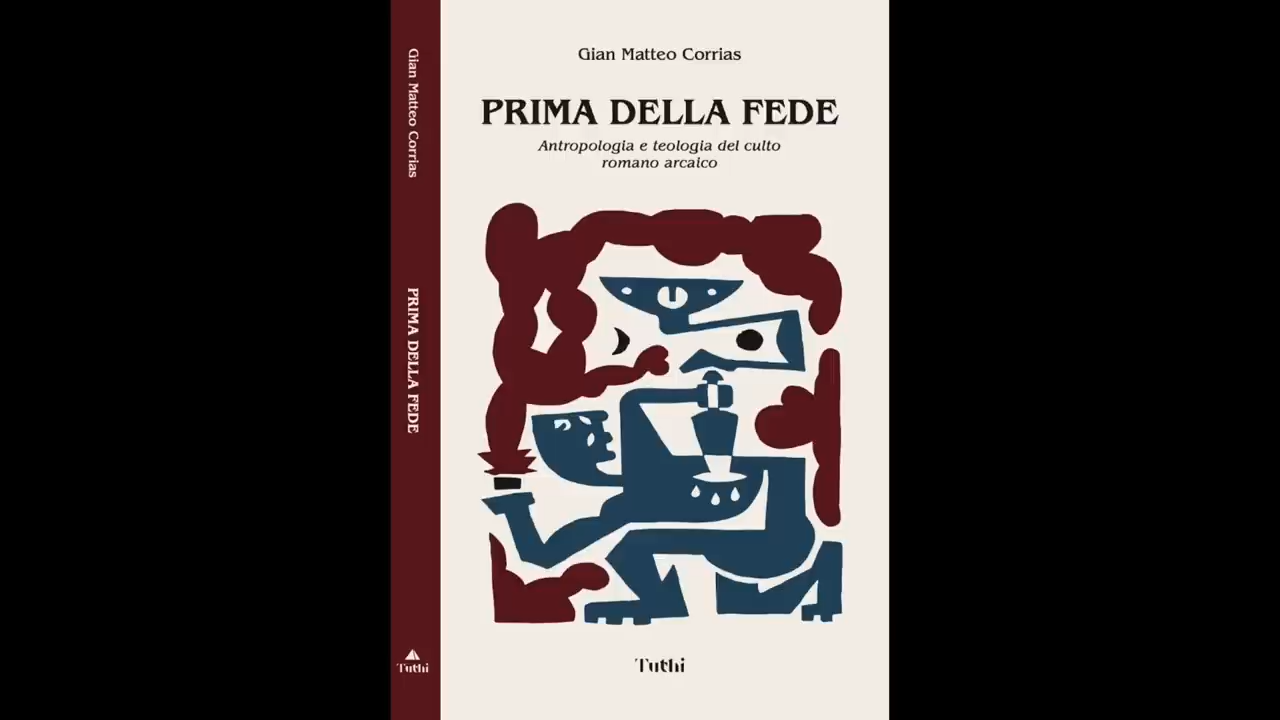 Gian Matteo Corrias
PRIMA DELLA FEDE
Tuthi
Gian Matteo Corrias
PRIMA DELLA FEDE
Antropologia e teologia del culto
romano arcaico
Tuthi